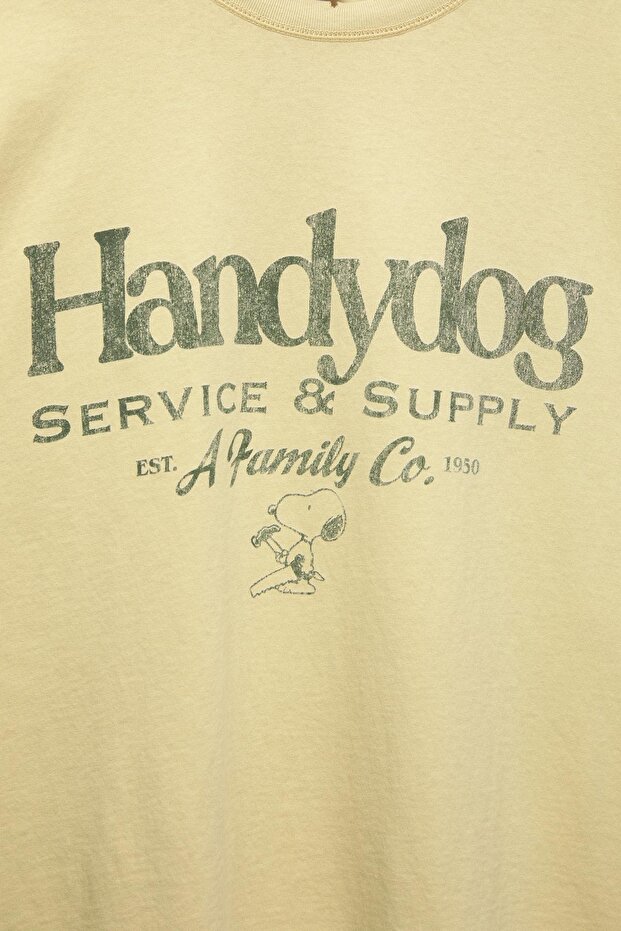 Handydog
SERVICE & SUPPLY
EST. A Family Co. 1950